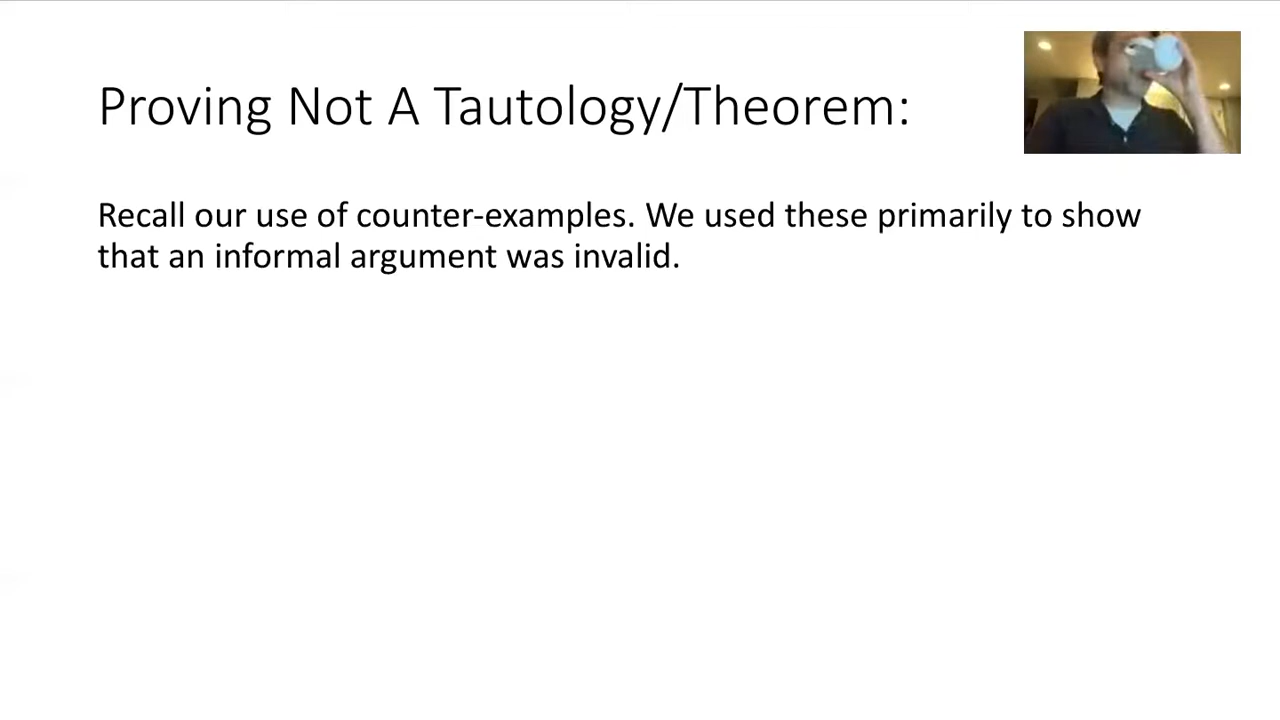 Proving Not A Tautology/Theorem:
Recall our use of counter-examples. We used these primarily to show
that an informal argument was invalid.